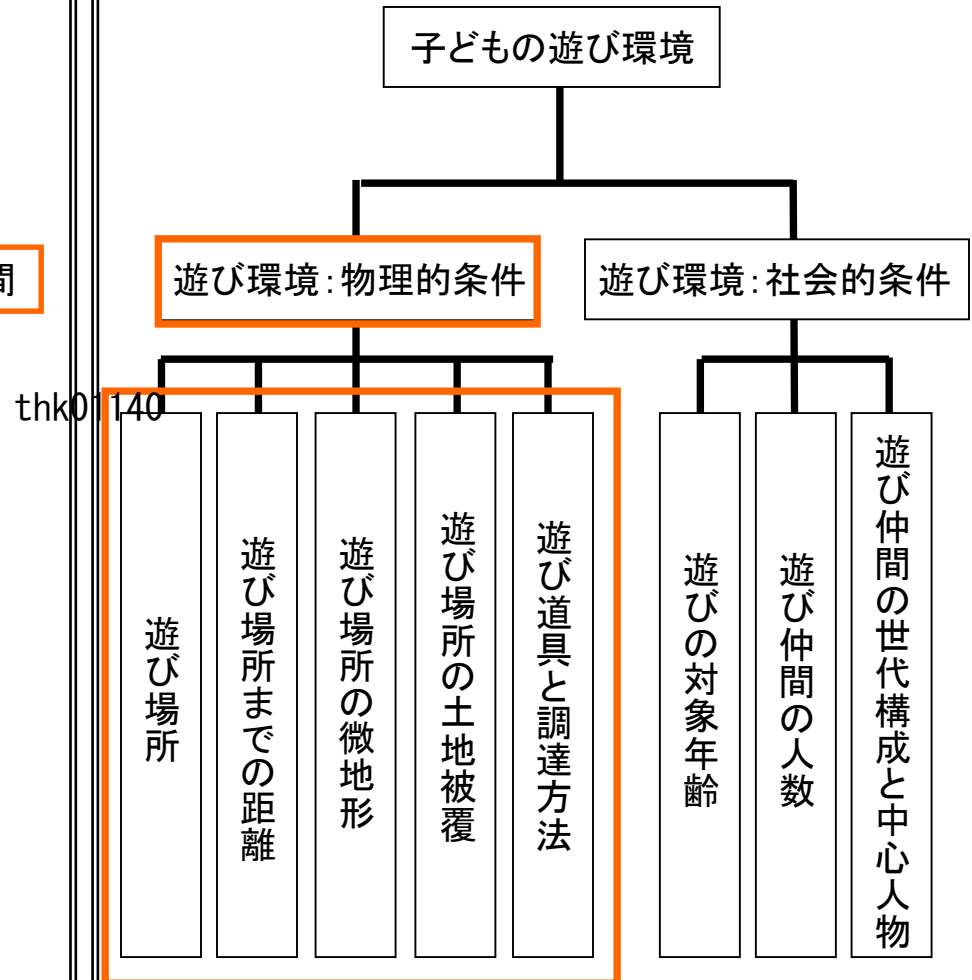 子どもの遊び環境
間
遊び環境：物理的条件
遊び環境：社会的条件
thk01140
遊び場所
遊び場所までの距離
遊び場所の微地形
遊び場所の土地被覆
遊び道具と調達方法
遊びの対象年齢
遊び仲間の人数
遊び仲間の世代構成と中心人物